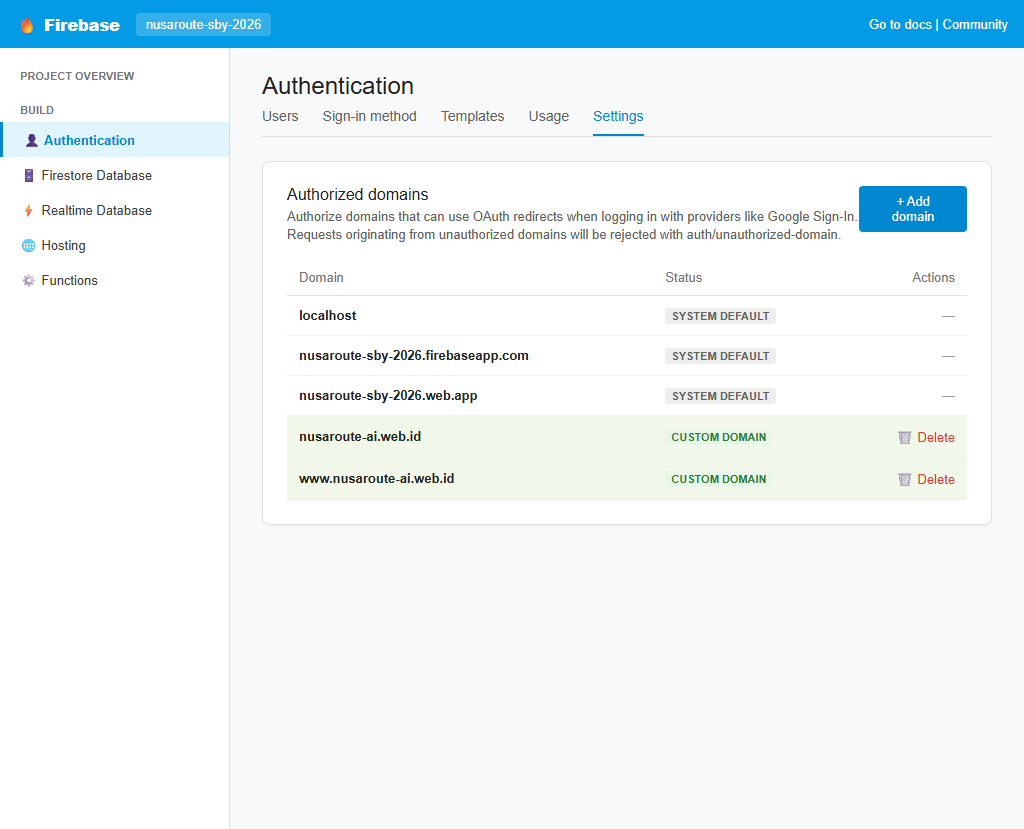 Firebase
nusaroute-sby-2026
Go to docs | Community
PROJECT OVERVIEW
BUILD
Authentication
Firestore Database
Realtime Database
Hosting
Functions
Authentication
Users
Sign-in method
Templates
Usage
Settings
Authorized domains
Authorize domains that can use OAuth redirects when logging in with providers like Google Sign-In.
Requests originating from unauthorized domains will be rejected with auth/unauthorized-domain.
+ Add
domain
Domain
Status
Actions
localhost
SYSTEM DEFAULT
—
nusaroute-sby-2026.firebaseapp.com
SYSTEM DEFAULT
—
nusaroute-sby-2026.web.app
SYSTEM DEFAULT
—
nusaroute-ai.web.id
CUSTOM DOMAIN
Delete
www.nusaroute-ai.web.id
CUSTOM DOMAIN
Delete